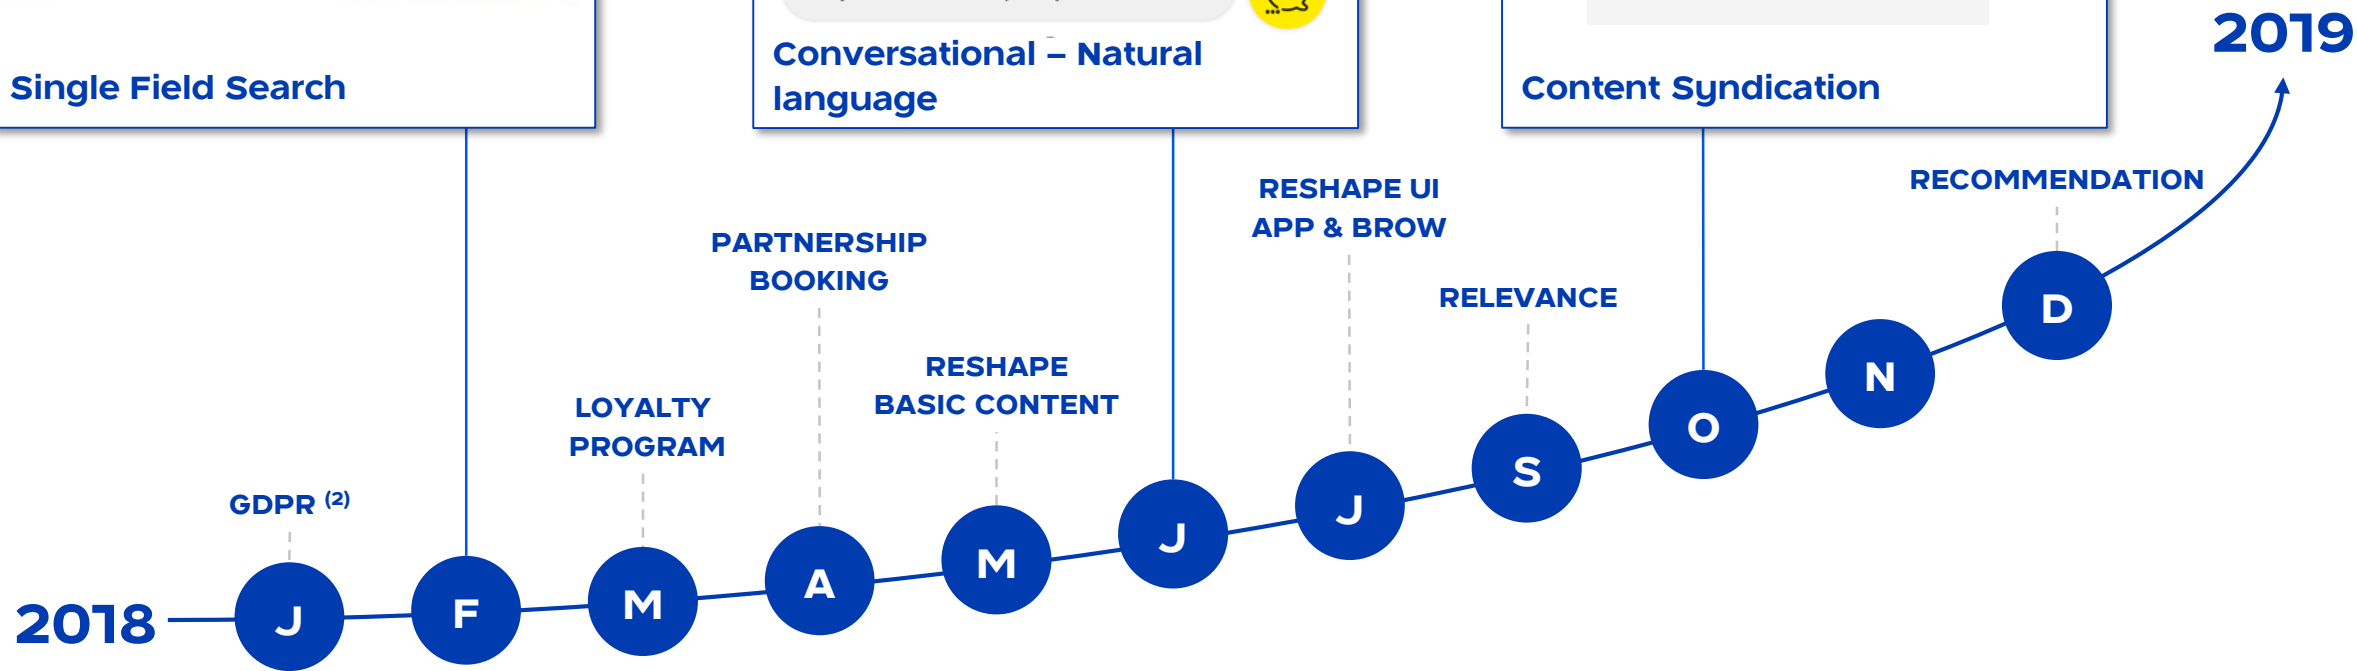 2019
Single Field Search
Conversational – Natural
language
Content Syndication
RECOMMENDATION
RESHAPE UI
APP & BROW
PARTNERSHIP
BOOKING
RELEVANCE
RESHAPE
BASIC CONTENT
LOYALTY
PROGRAM
GDPR (2)
2018
J
F
M
A
M
J
J
S
O
N
D